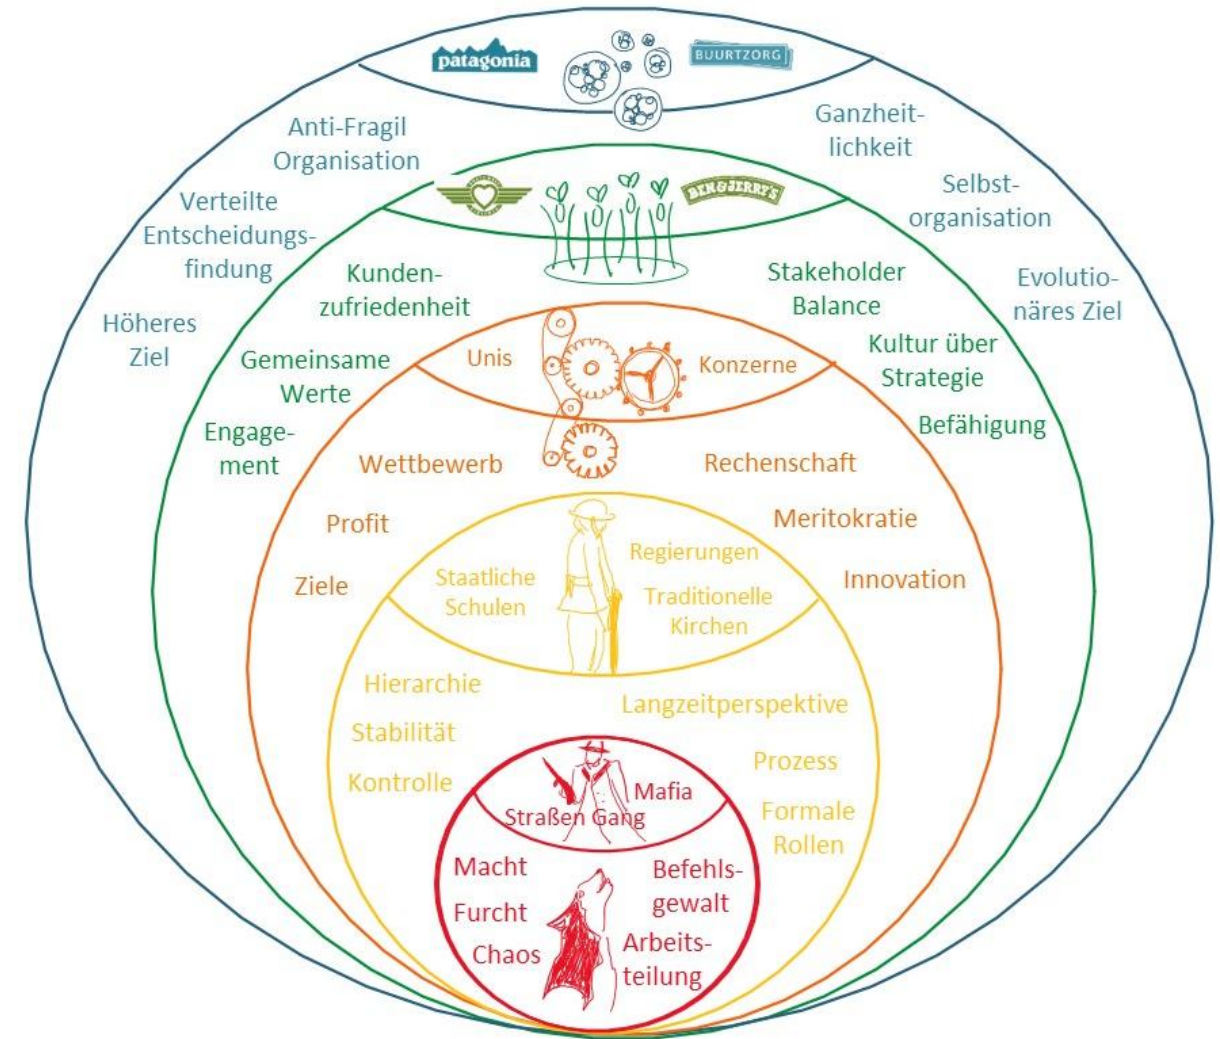 patagonia
BUURTZORG
Anti-Fragil
Organisation
Ganzheit-
lichkeit
Verteilte
Entscheidungs-
findung
Selbst-
organisation
Höheres
Ziel
Evolutio-
näres Ziel
BEN & JERRY'S
Kunden-
zufriedenheit
Stakeholder
Balance
Gemeinsame
Werte
Kultur über
Strategie
Engage-
ment
Befähigung
Unis
Konzerne
Wettbewerb
Rechenschaft
Profit
Meritokratie
Ziele
Innovation
Staatliche
Schulen
Regierungen
Traditionelle
Kirchen
Hierarchie
Langzeitperspektive
Stabilität
Prozess
Kontrolle
Formale
Rollen
Mafia
Straßen Gang
Macht
Befehls-
gewalt
Furcht
Chaos
Arbeits-
teilung